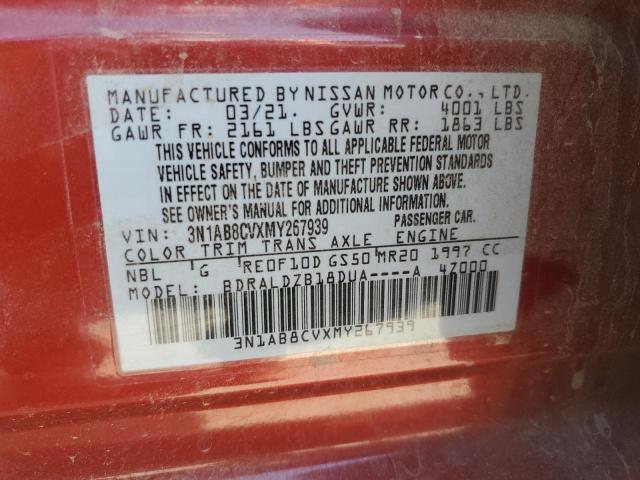 MANUFACTURED BY NISSAN MOTOR CO., LTD.
DATE: 03/21. GVWR: 4001 LBS
GAWR FR: 2161 LBS GAWR RR: 1863 LBS
THIS VEHICLE CONFORMS TO ALL APPLICABLE FEDERAL MOTOR
VEHICLE SAFETY, BUMPER AND THEFT PREVENTION STANDARDS
IN EFFECT ON THE DATE OF MANUFACTURE SHOWN ABOVE.
SEE OWNER'S MANUAL FOR ADDITIONAL INFORMATION.
VIN: 3N1AB8CVXMY267939 PASSENGER CAR.
COLOR TRIM TRANS AXLE ENGINE
NBL G RE0F10D GS50 MR20 1997 CC
MODEL: BDRALDZB18DUA----A 4Z000
3N1AB8CVXMY267939